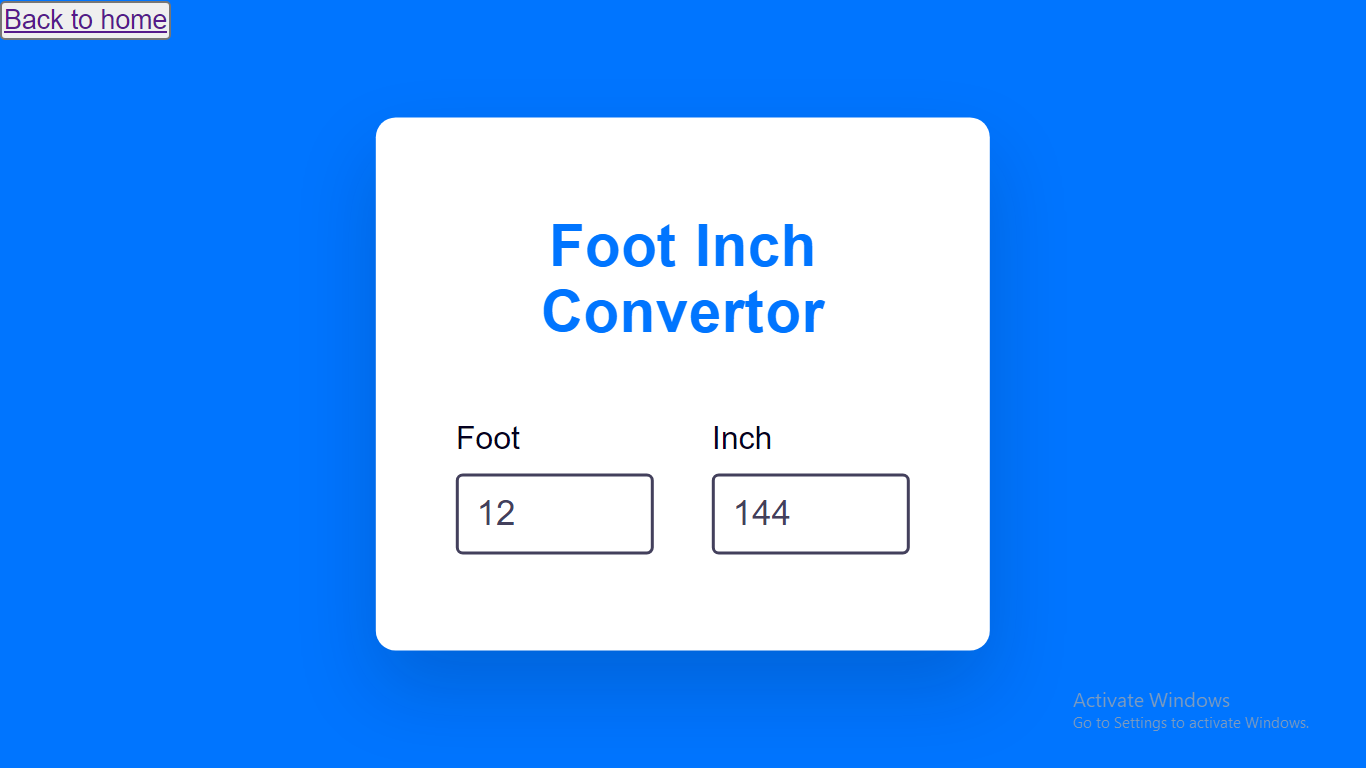 Back to home
Foot Inch
Convertor
Foot
Inch
12
144
Activate Windows
Go to Settings to activate Windows.